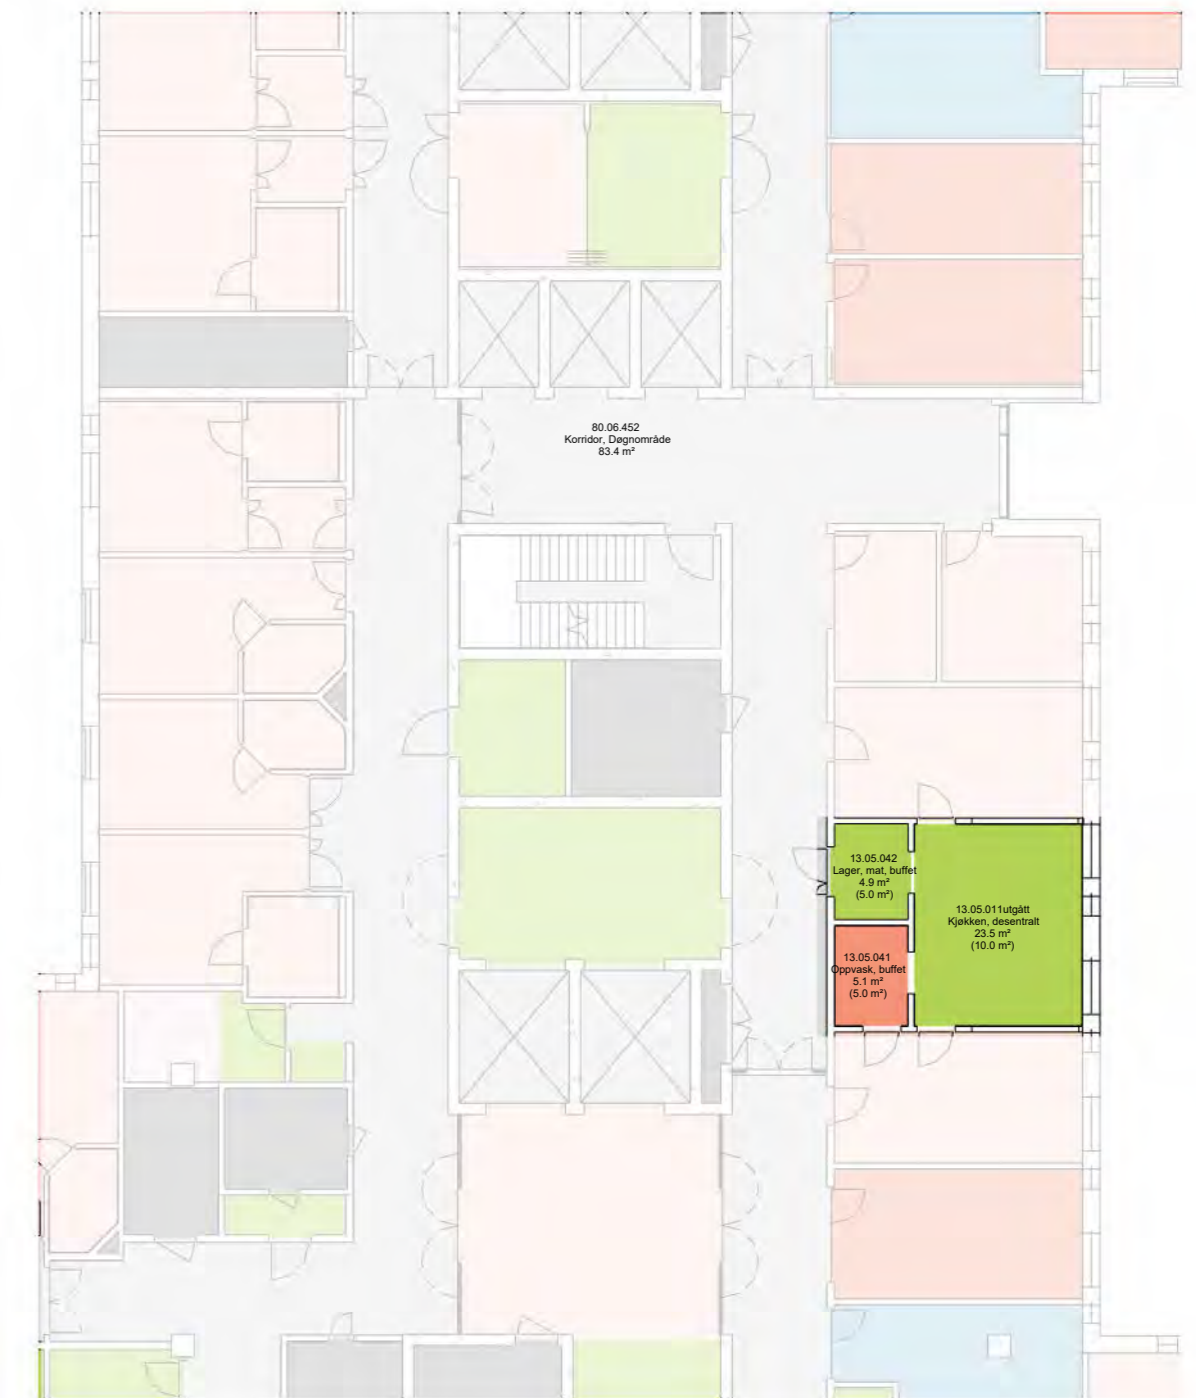 80.06.452
Korridor, Døgnområde
83.4 m²
13.05.042
Lager, mat, buffet
4.9 m²
(5.0 m²)
13.05.011utgått
Kjøkken, desentralt
23.5 m²
(10.0 m²)
13.05.041
Oppvask, buffet
5.1 m²
(5.0 m²)